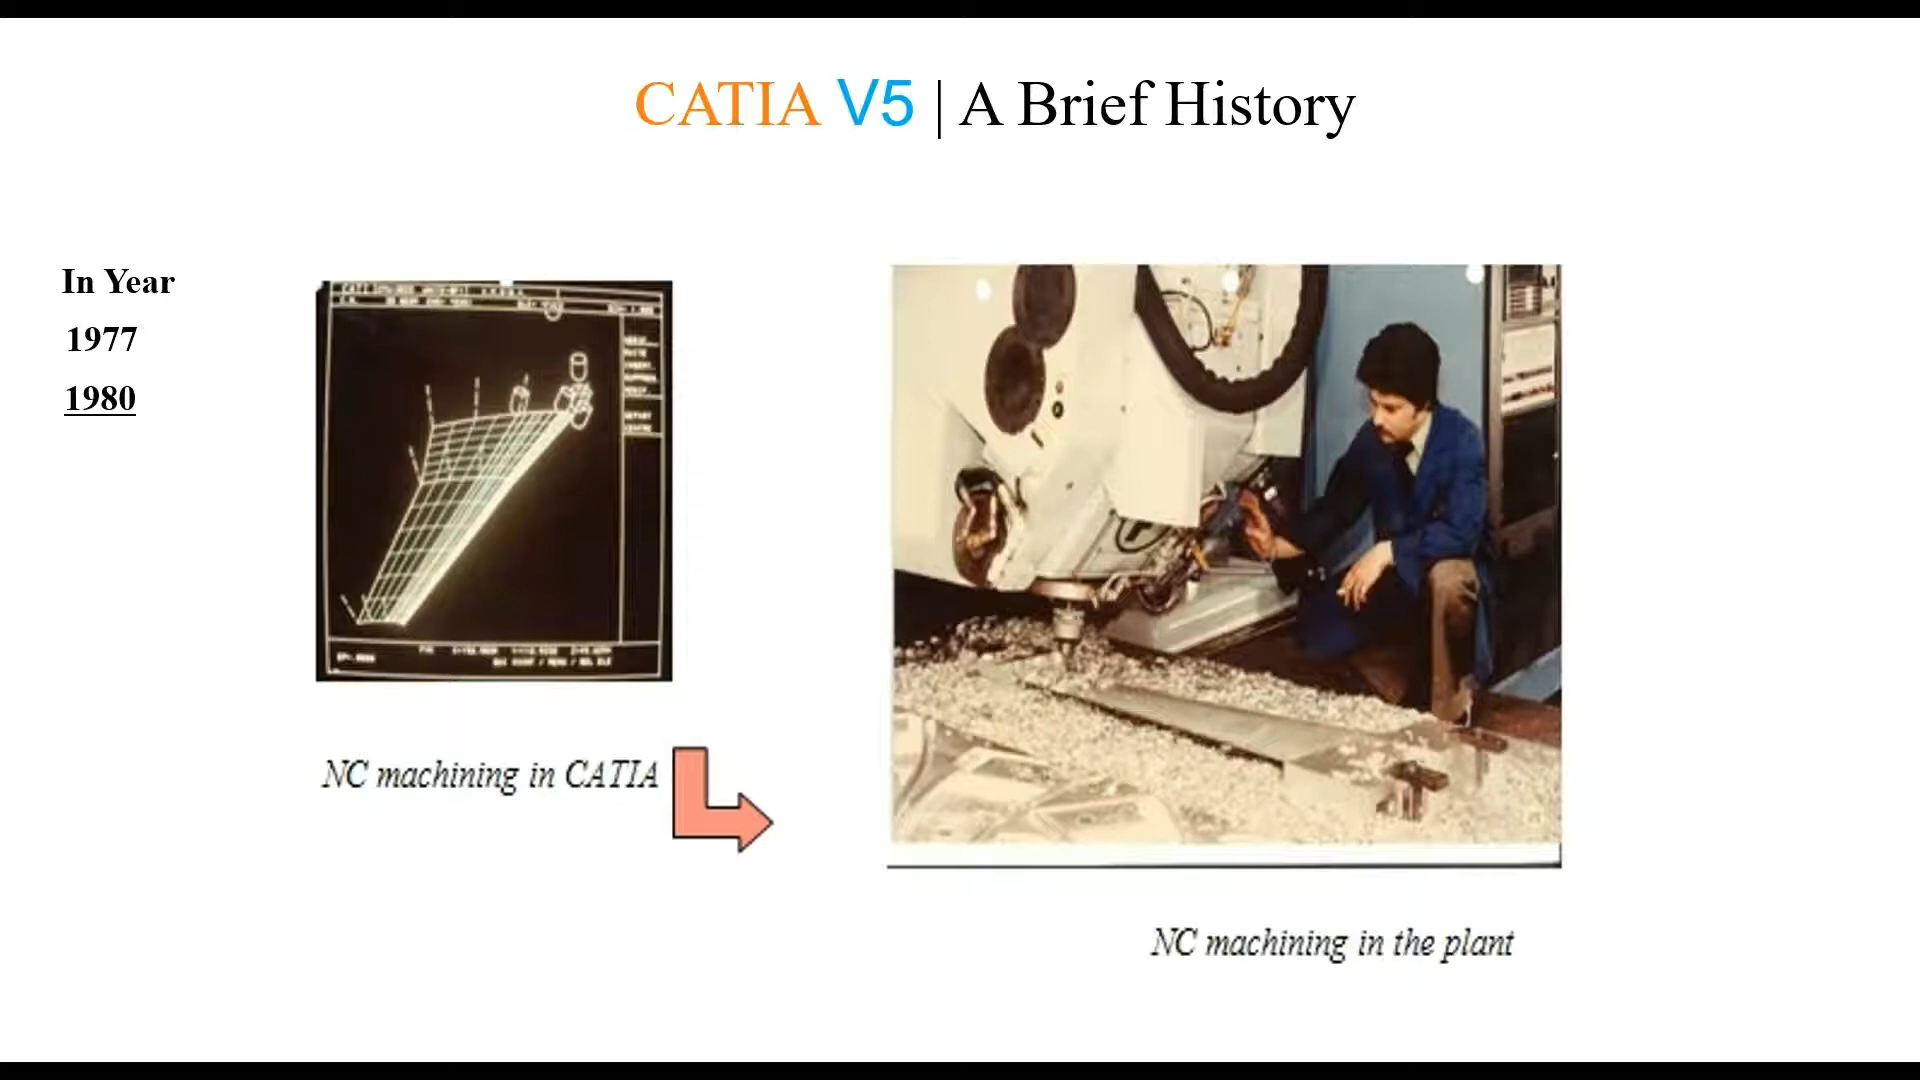 CATIA V5 | A Brief History
In Year
1977
1980
NC machining in CATIA
NC machining in the plant